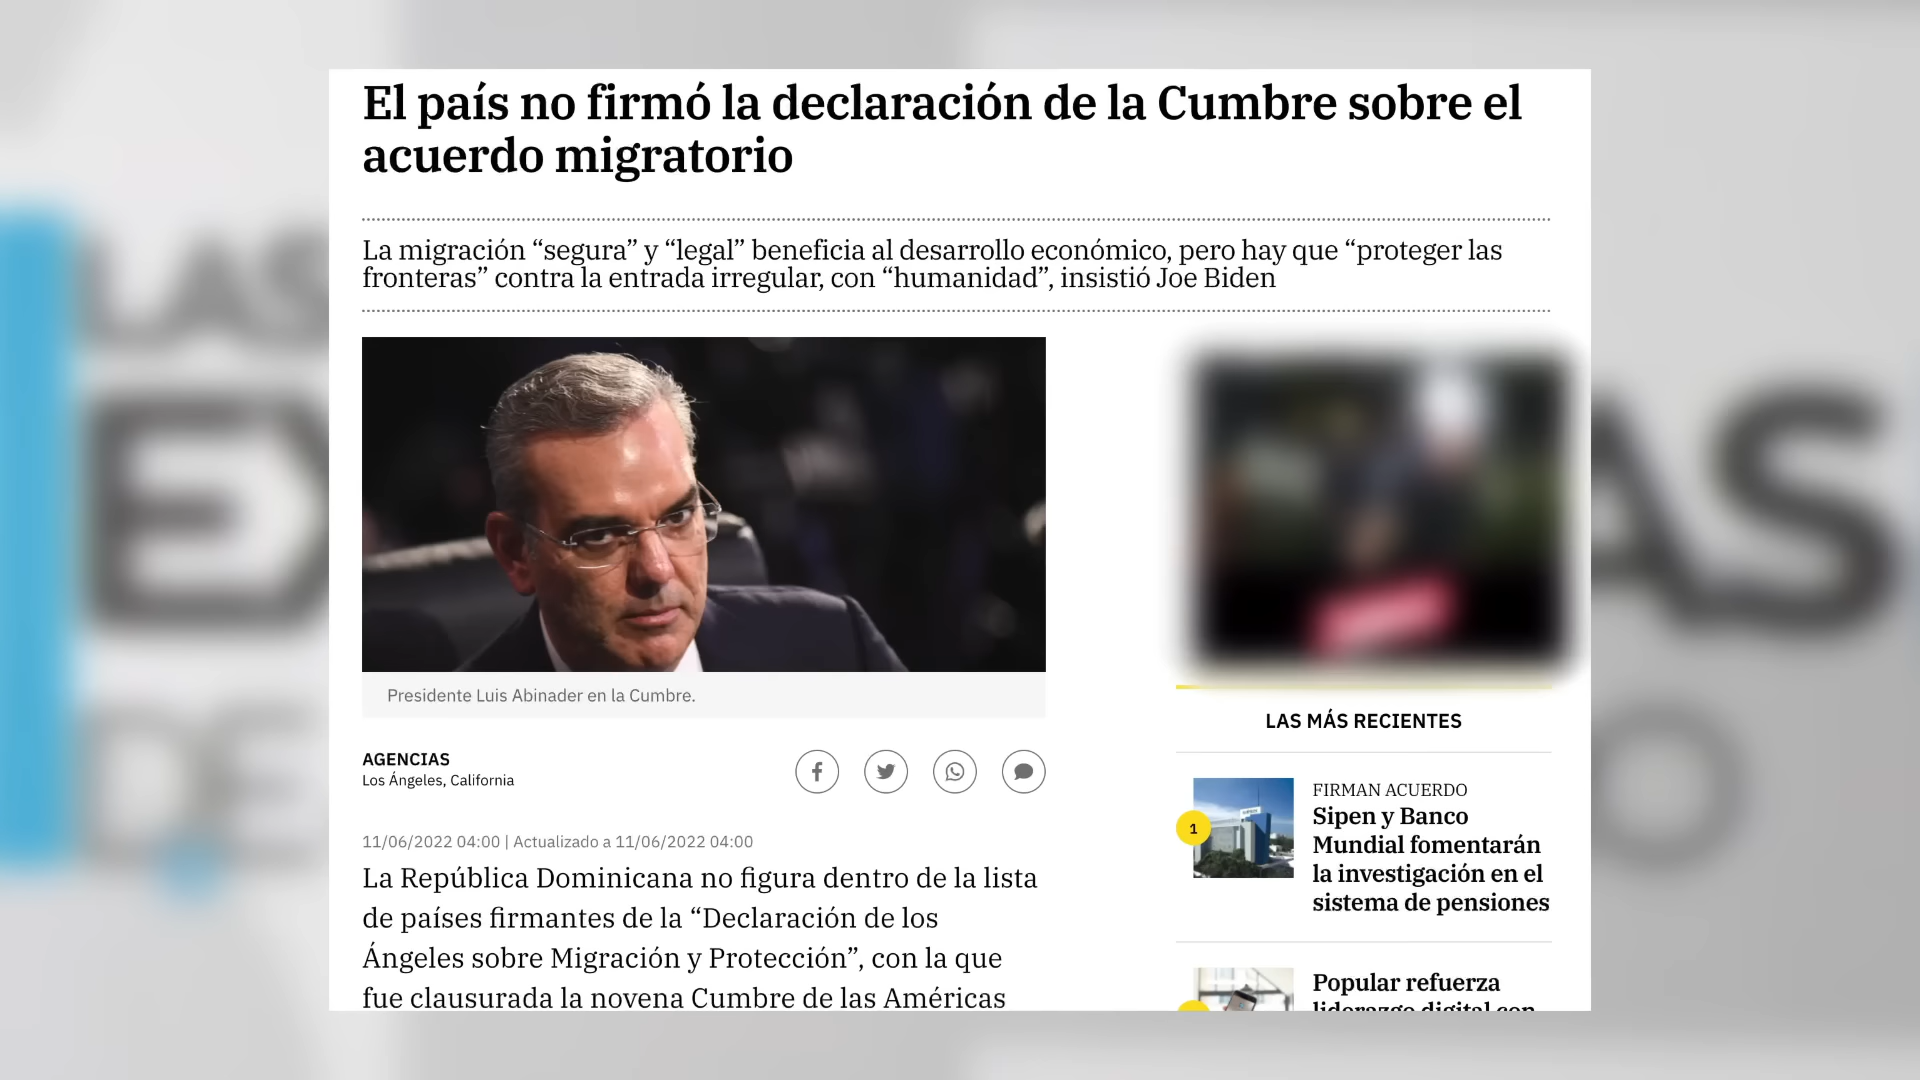 El país no firmó la declaración de la Cumbre sobre el
acuerdo migratorio
La migración “segura” y “legal” beneficia al desarrollo económico, pero hay que “proteger las
fronteras” contra la entrada irregular, con “humanidad”, insistió Joe Biden
Presidente Luis Abinader en la Cumbre.
AGENCIAS
Los Ángeles, California
11/06/2022 04:00 | Actualizado a 11/06/2022 04:00
La República Dominicana no figura dentro de la lista
de países firmantes de la “Declaración de los
Ángeles sobre Migración y Protección”, con la que
fue clausurada la novena Cumbre de las Américas
LAS MÁS RECIENTES
1
FIRMAN ACUERDO
Sipen y Banco
Mundial fomentarán
la investigación en el
sistema de pensiones
Popular refuerza
liderazgo digital con
LAS
DE